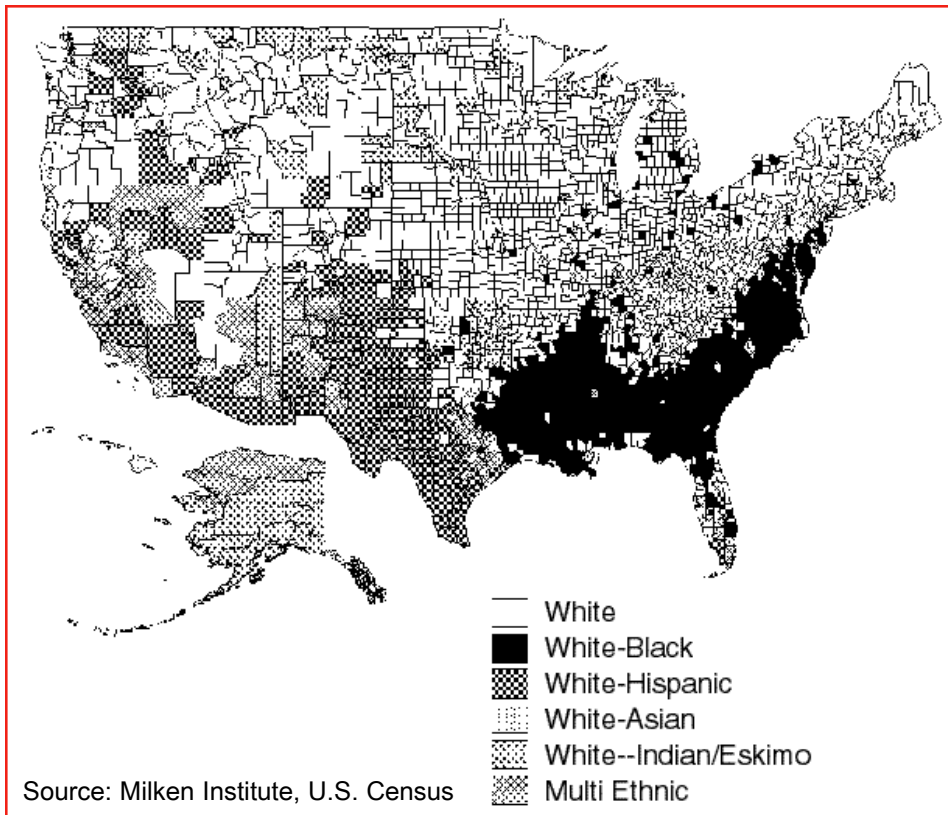 White
White-Black
White-Hispanic
White-Asian
White--Indian/Eskimo
Multi Ethnic
Source: Milken Institute, U.S. Census